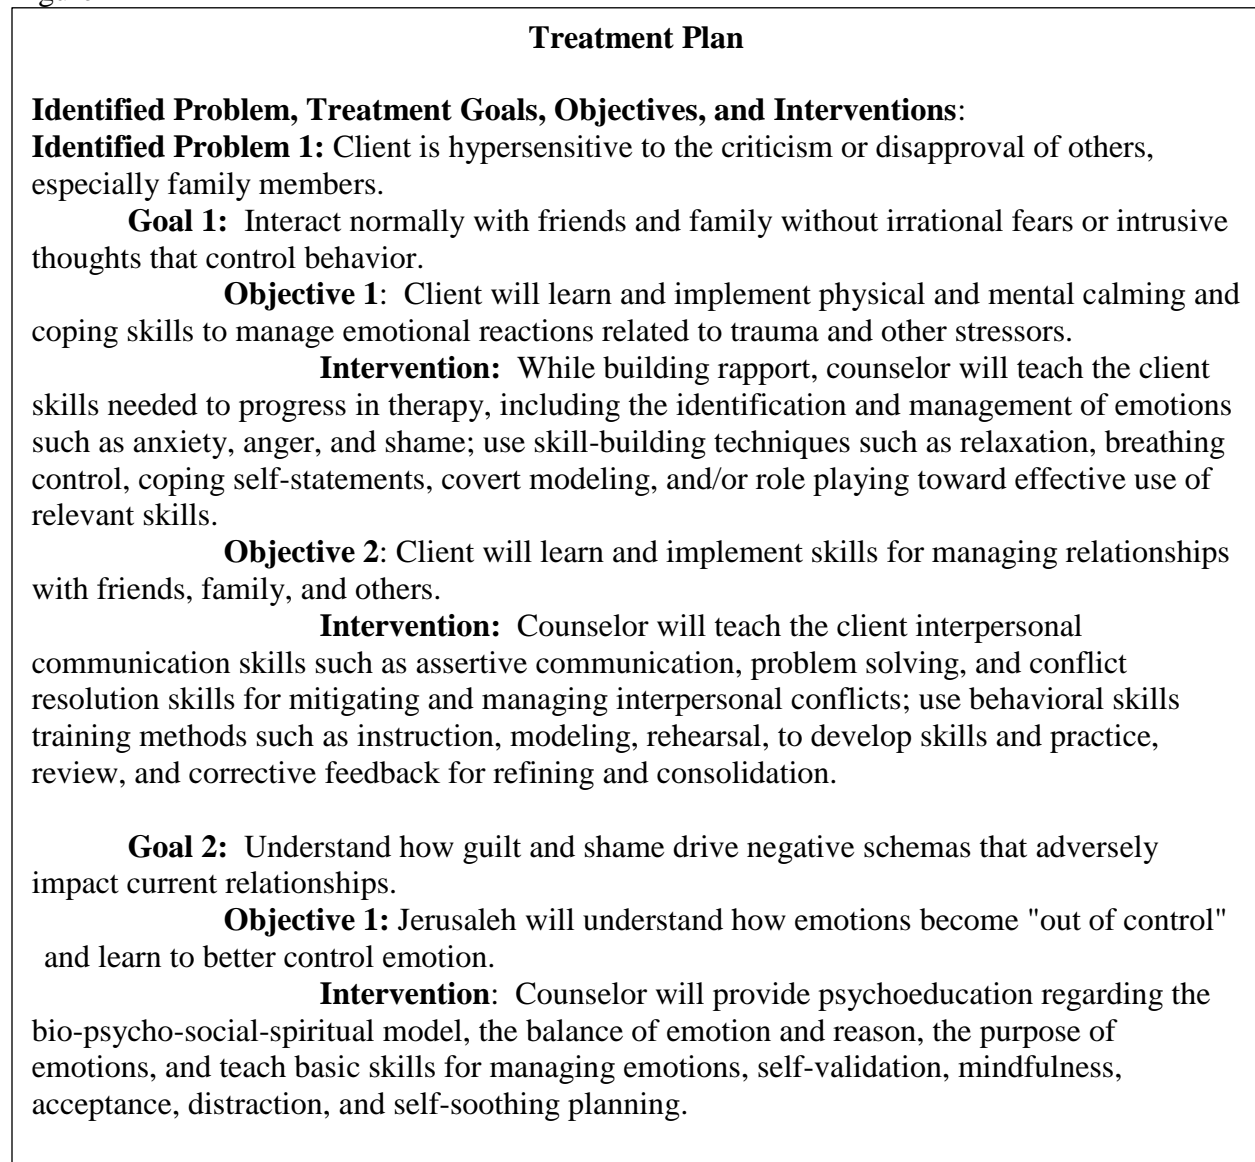 Treatment Plan
Identified Problem, Treatment Goals, Objectives, and Interventions:
Identified Problem 1: Client is hypersensitive to the criticism or disapproval of others,
especially family members.
Goal 1: Interact normally with friends and family without irrational fears or intrusive
thoughts that control behavior.
Objective 1: Client will learn and implement physical and mental calming and
coping skills to manage emotional reactions related to trauma and other stressors.
Intervention: While building rapport, counselor will teach the client
skills needed to progress in therapy, including the identification and management of emotions
such as anxiety, anger, and shame; use skill-building techniques such as relaxation, breathing
control, coping self-statements, covert modeling, and/or role playing toward effective use of
relevant skills.
Objective 2: Client will learn and implement skills for managing relationships
with friends, family, and others.
Intervention: Counselor will teach the client interpersonal
communication skills such as assertive communication, problem solving, and conflict
resolution skills for mitigating and managing interpersonal conflicts; use behavioral skills
training methods such as instruction, modeling, rehearsal, to develop skills and practice,
review, and corrective feedback for refining and consolidation.
Goal 2: Understand how guilt and shame drive negative schemas that adversely
impact current relationships.
Objective 1: Jerusaleh will understand how emotions become "out of control"
and learn to better control emotion.
Intervention: Counselor will provide psychoeducation regarding the
bio-psycho-social-spiritual model, the balance of emotion and reason, the purpose of
emotions, and teach basic skills for managing emotions, self-validation, mindfulness,
acceptance, distraction, and self-soothing planning.